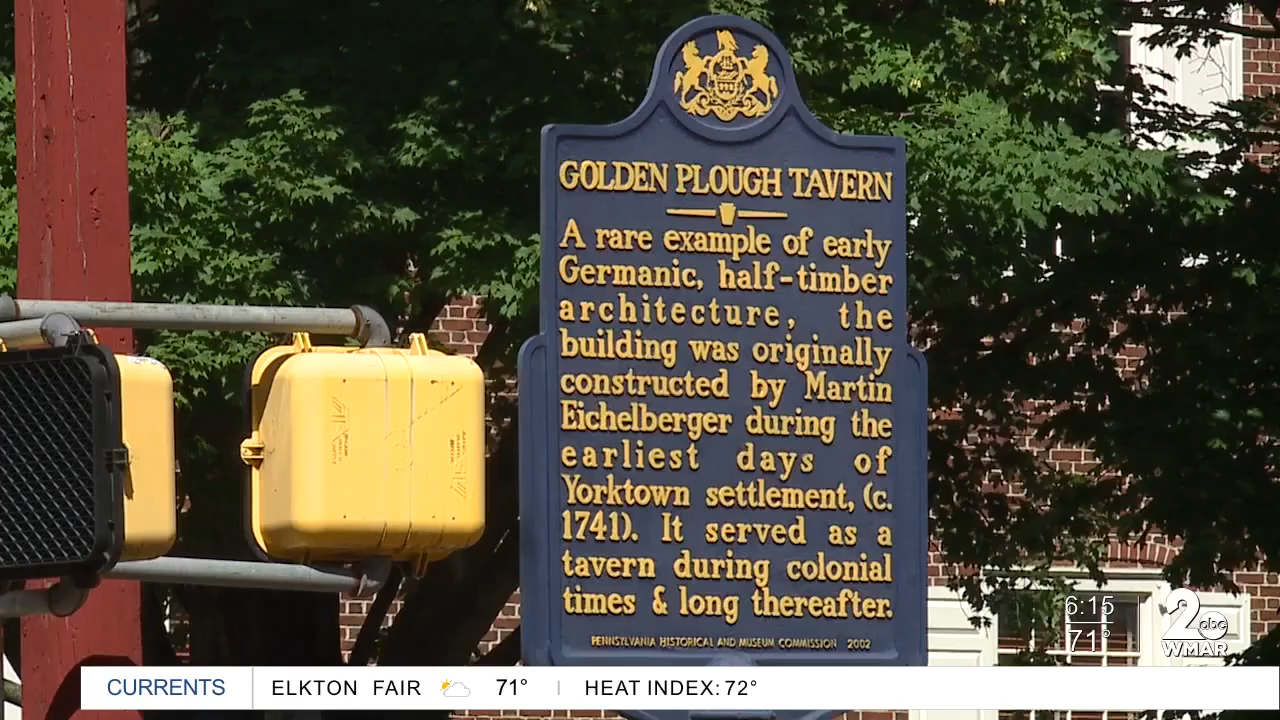 GOLDEN PLOUGH TAVERN
A rare example of early
Germanic, half-timber
architecture, the
building was originally
constructed by Martin
Eichelberger during the
earliest days of
Yorktown settlement, (c.
1741). It served as a
tavern during colonial
times & long thereafter.
PENNSYLVANIA HISTORICAL AND MUSEUM COMMISSION 2002
6:15
71°
2 abc
WMAR
CURRENTS ELKTON FAIR 71° HEAT INDEX: 72°